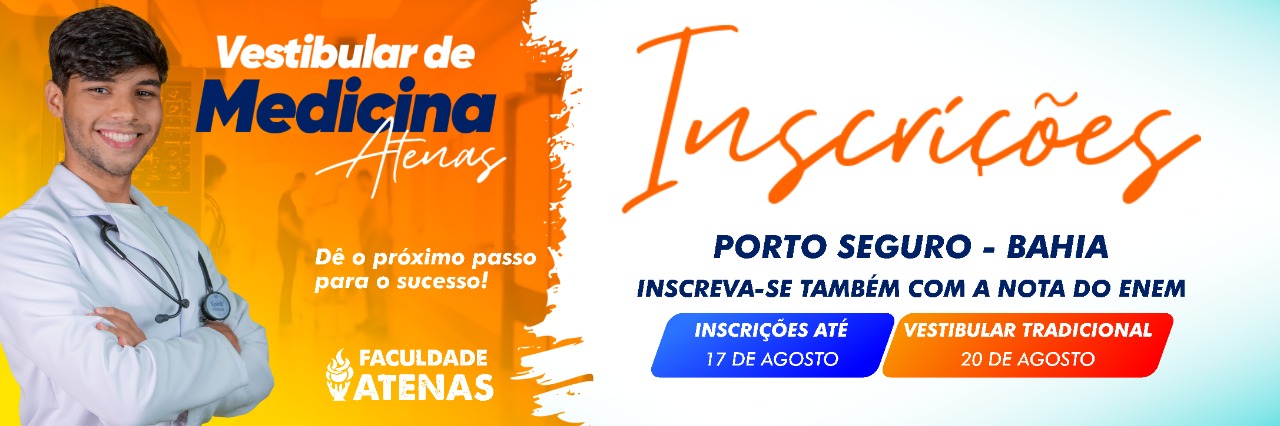 Vestibular de
Medicina
Atenas
Dê o próximo passo
para o sucesso!
FACULDADE
ATENAS
Inscrições
PORTO SEGURO - BAHIA
INSCREVA-SE TAMBÉM COM A NOTA DO ENEM
INSCRIÇÕES ATÉ
17 DE AGOSTO
VESTIBULAR TRADICIONAL
20 DE AGOSTO